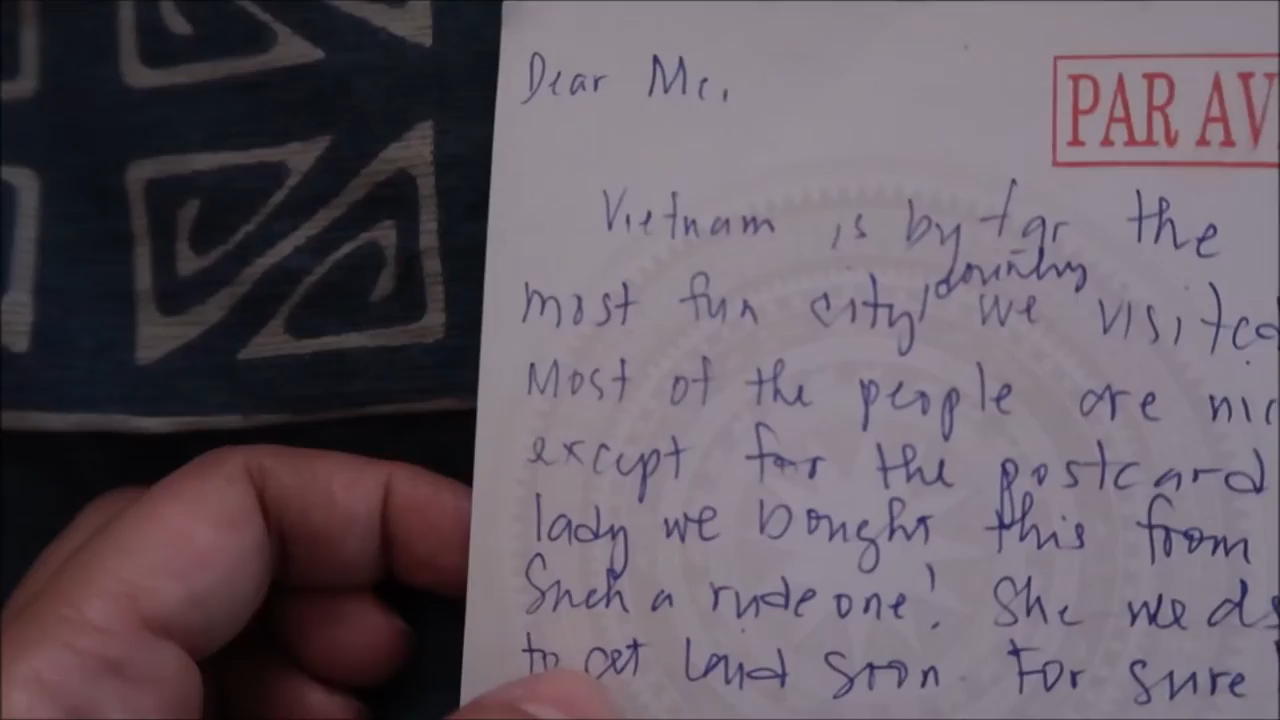 Dear Me,
PAR AV
Vietnam is by far the
country
most fun city we visited
Most of the people are nic
except for the postcard
lady we bought this from
Such a rude one! She needs
to get laid soon. For sure